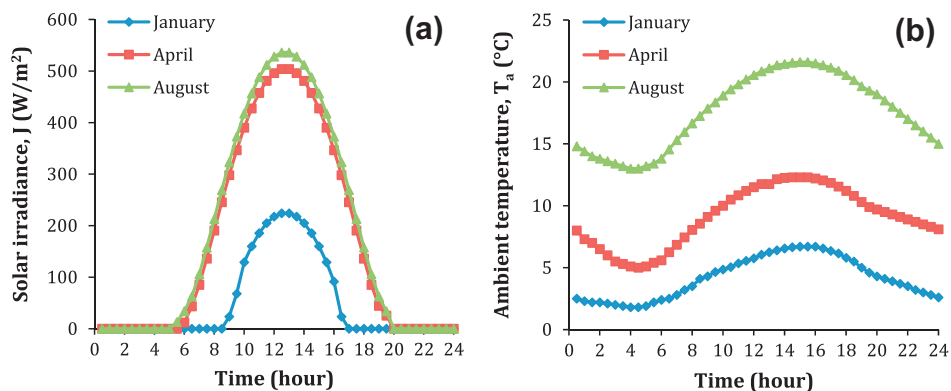 (a)
January
April
August
Solar irradiance, J (W/m²)
600
500
400
300
200
100
0
0 2 4 6 8 10 12 14 16 18 20 22 24
Time (hour)
(b)
January
April
August
Ambient temperature, Tₐ (°C)
25
20
15
10
5
0
0 2 4 6 8 10 12 14 16 18 20 22 24
Time (hour)